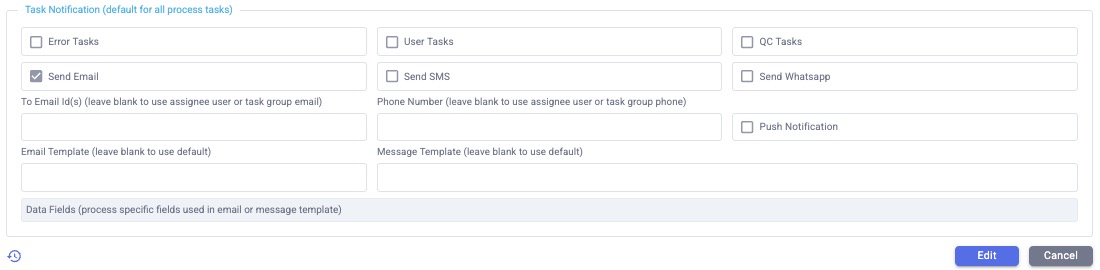 Task Notification (default for all process tasks)
Error Tasks
User Tasks
QC Tasks
Send Email
Send SMS
Send Whatsapp
To Email Id(s) (leave blank to use assignee user or task group email)
Phone Number (leave blank to use assignee user or task group phone)
Push Notification
Email Template (leave blank to use default)
Message Template (leave blank to use default)
Data Fields (process specific fields used in email or message template)
Edit
Cancel